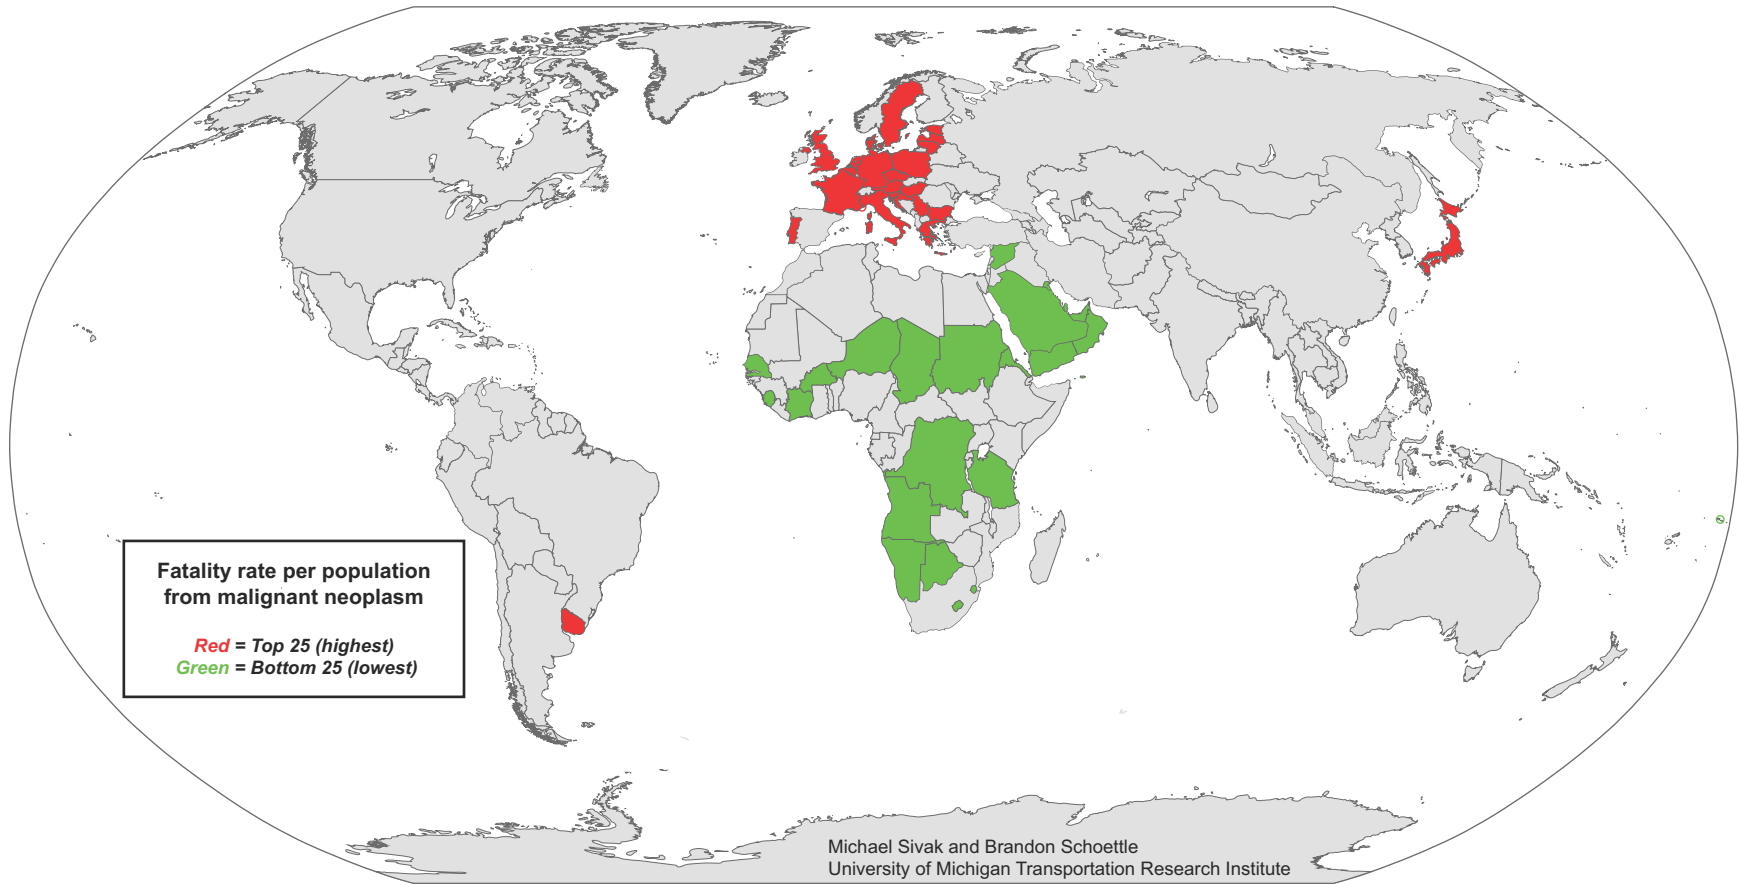 Fatality rate per population
from malignant neoplasm
Red = Top 25 (highest)
Green = Bottom 25 (lowest)
Michael Sivak and Brandon Schoettle
University of Michigan Transportation Research Institute